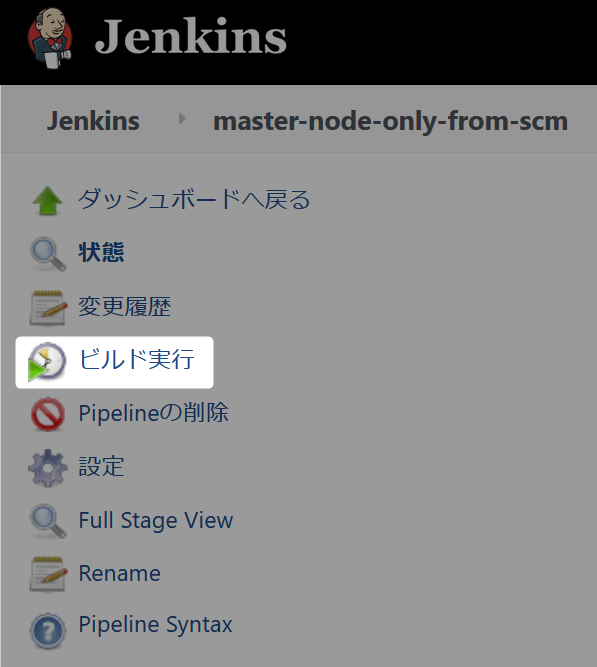 Jenkins
Jenkins master-node-only-from-scm
ダッシュボードへ戻る
状態
変更履歴
ビルド実行
Pipelineの削除
設定
Full Stage View
Rename
Pipeline Syntax